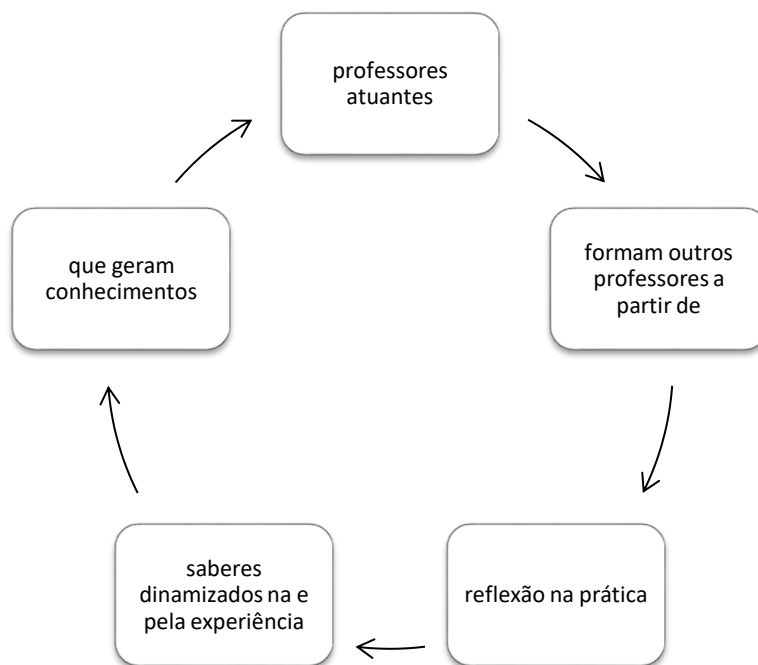 professores
atuantes
formam outros
professores a
partir de
reflexão na prática
saberes
dinamizados na e
pela experiência
que geram
conhecimentos